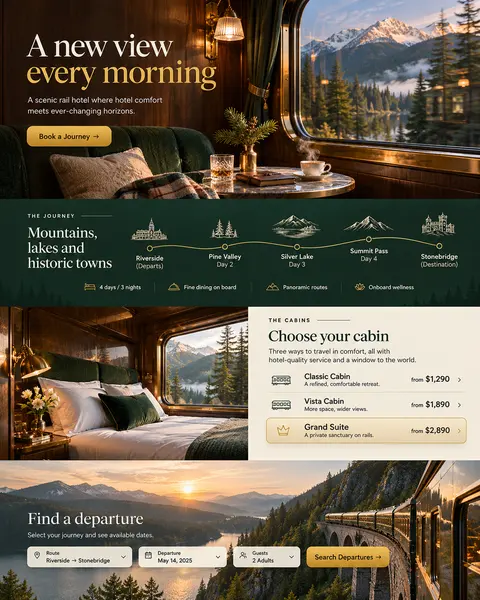 A new view
every morning
A scenic rail hotel where hotel comfort
meets ever-changing horizons.
Book a Journey →
THE JOURNEY
Mountains,
lakes and
historic towns
Riverside
(Departs)
Pine Valley
Day 2
Silver Lake
Day 3
Summit Pass
Day 4
Stonebridge
(Destination)
4 days / 3 nights
Fine dining on board
Panoramic routes
Onboard wellness
THE CABINS
Choose your cabin
Three ways to travel in comfort, all with
hotel-quality service and a window to the world.
Classic Cabin
A refined, comfortable retreat.
from $1,290 ›
Vista Cabin
More space, wider views.
from $1,890 ›
Grand Suite
A private sanctuary on rails.
from $2,890 ›
Find a departure
Select your journey and see available dates.
Route
Riverside → Stonebridge
Departure
May 14, 2025
Guests
2 Adults
Search Departures →